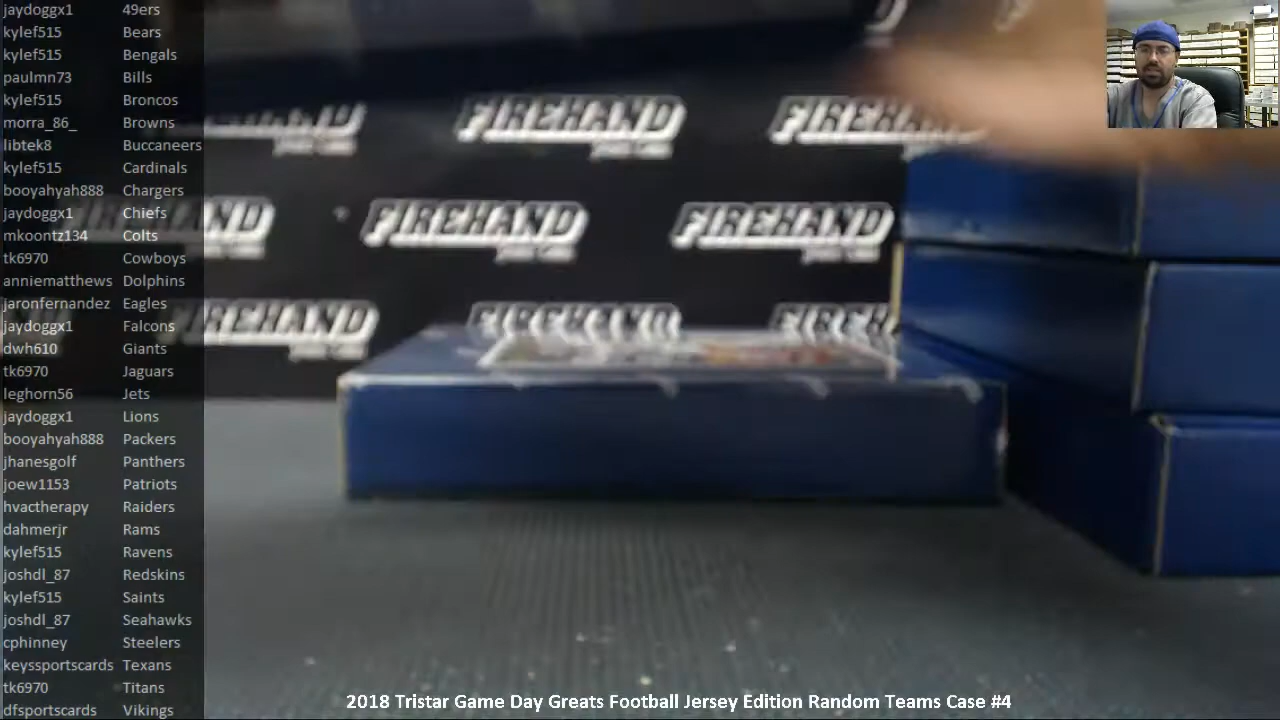 jaydoggx1 49ers
kylef515 Bears
kylef515 Bengals
paulmn73 Bills
kylef515 Broncos
morra_86_ Browns
libtek8 Buccaneers
kylef515 Cardinals
booyahyah888 Chargers
jaydoggx1 Chiefs
mkoontz134 Colts
tk6970 Cowboys
anniematthews Dolphins
jaronfernandez Eagles
jaydoggx1 Falcons
dwh610 Giants
tk6970 Jaguars
leghorn56 Jets
jaydoggx1 Lions
booyahyah888 Packers
jhanesgolf Panthers
joew1153 Patriots
hvactherapy Raiders
dahmerjr Rams
kylef515 Ravens
joshdl_87 Redskins
kylef515 Saints
joshdl_87 Seahawks
cphinney Steelers
keyssportscards Texans
tk6970 Titans
dfsportscards Vikings
FIREHAND FIREHAND
FIREHAND FIREHAND
FIREHAND FIREHAND FIREHAND
2018 Tristar Game Day Greats Football Jersey Edition Random Teams Case #4